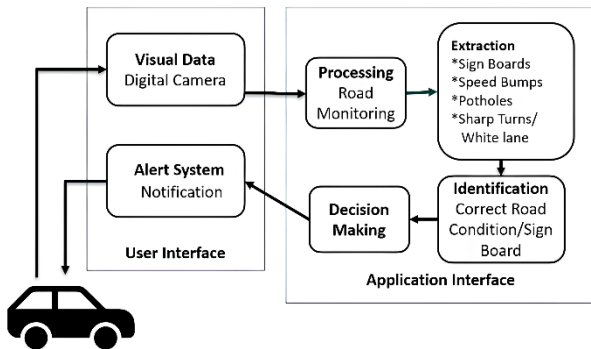 Visual Data
Digital Camera
Processing
Road
Monitoring
Extraction
*Sign Boards
*Speed Bumps
*Potholes
*Sharp Turns/
White lane
Identification
Correct Road
Condition/Sign
Board
Decision
Making
Alert System
Notification
User Interface
Application Interface